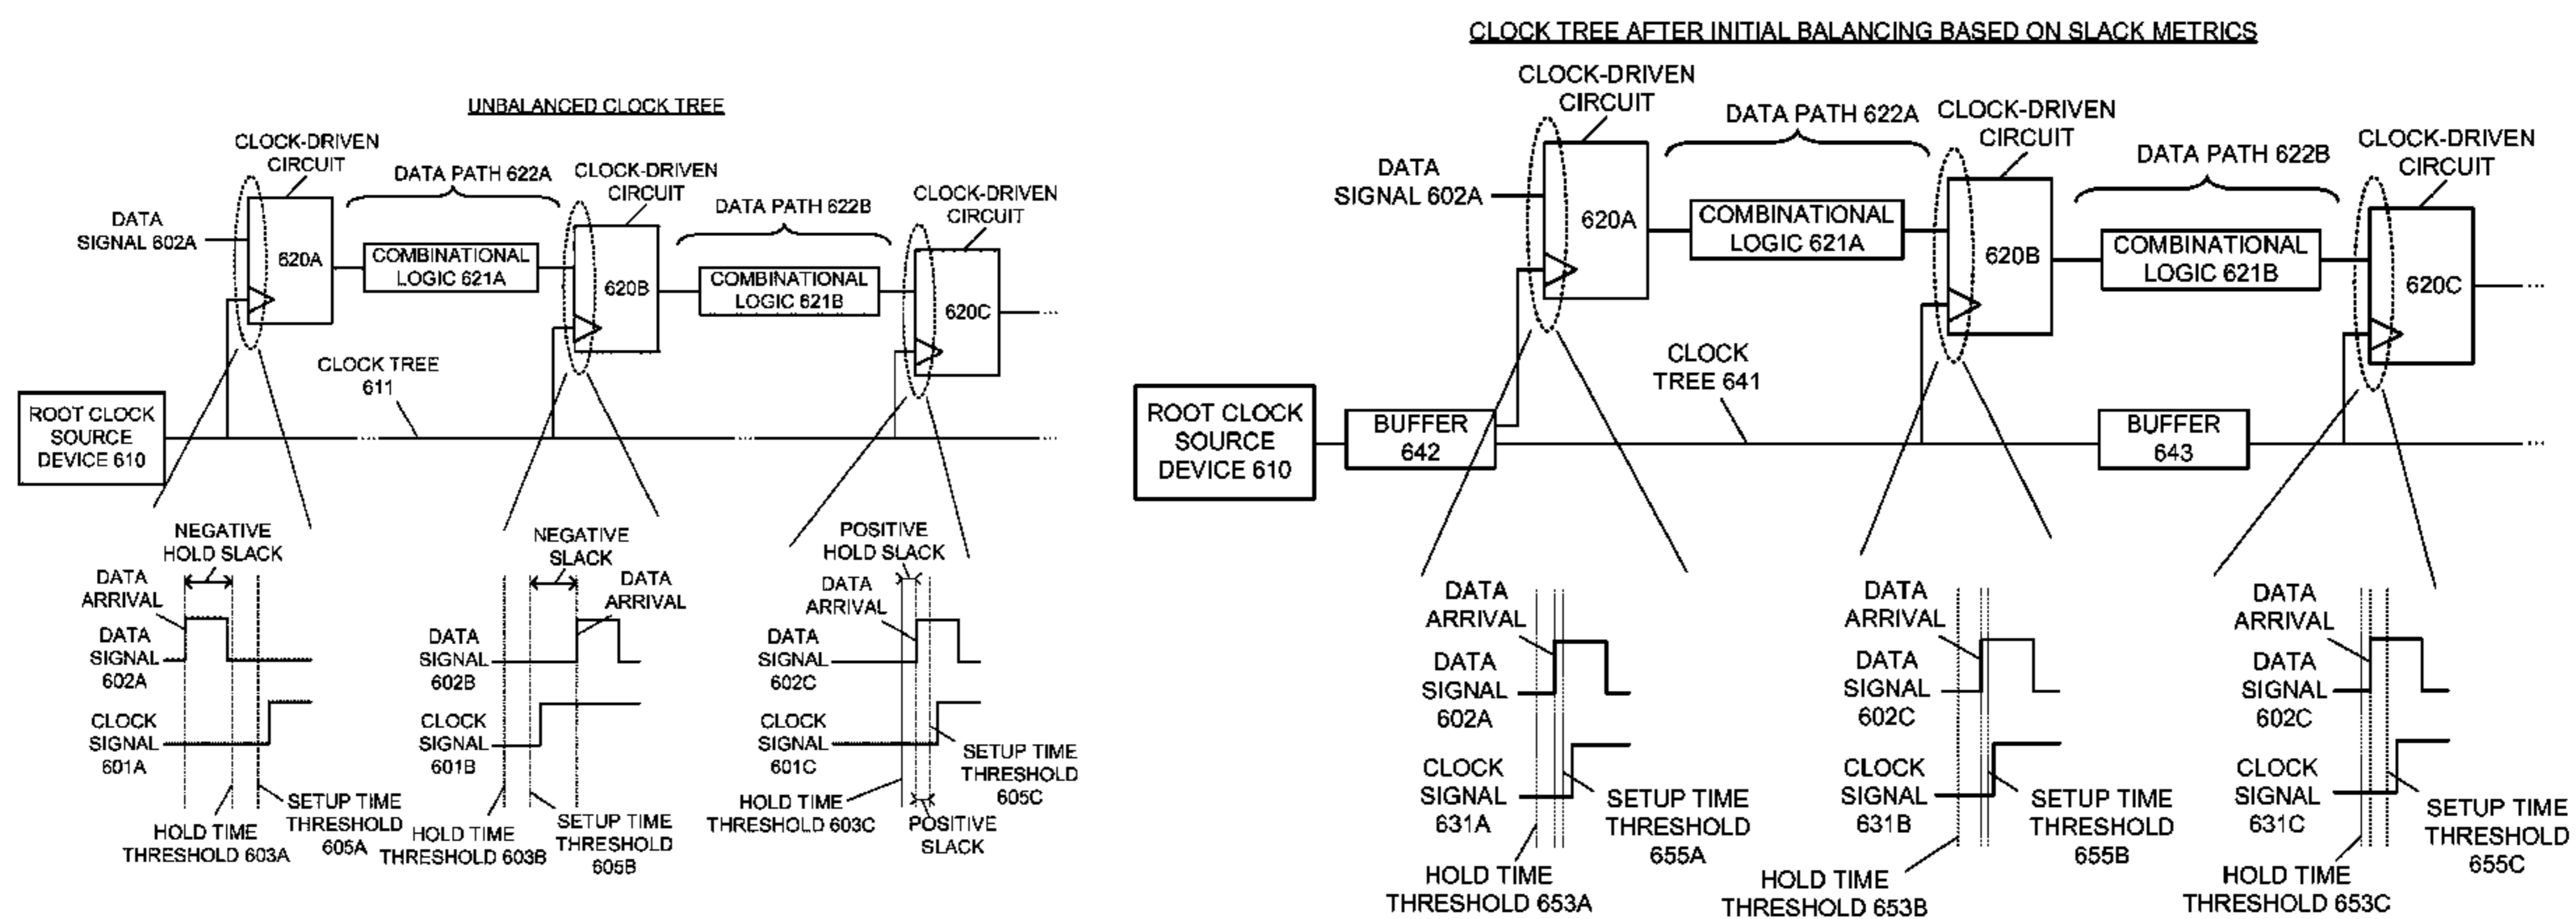 UNBALANCED CLOCK TREE
CLOCK-DRIVEN
CIRCUIT
DATA PATH 622A
CLOCK-DRIVEN
CIRCUIT
DATA PATH 622B
CLOCK-DRIVEN
CIRCUIT
DATA
SIGNAL 602A
620A
COMBINATIONAL
LOGIC 621A
620B
COMBINATIONAL
LOGIC 621B
620C
...
CLOCK TREE
611
ROOT CLOCK
SOURCE
DEVICE 610
...
...
...
NEGATIVE
HOLD SLACK
DATA
ARRIVAL
DATA
SIGNAL
602A
CLOCK
SIGNAL
601A
HOLD TIME
THRESHOLD 603A
SETUP TIME
THRESHOLD
605A
NEGATIVE
SLACK
DATA
ARRIVAL
DATA
SIGNAL
602B
CLOCK
SIGNAL
601B
HOLD TIME
THRESHOLD 603B
SETUP TIME
THRESHOLD
605B
POSITIVE
HOLD SLACK
DATA
ARRIVAL
DATA
SIGNAL
602C
CLOCK
SIGNAL
601C
SETUP TIME
THRESHOLD
605C
HOLD TIME
THRESHOLD 603C
POSITIVE
SLACK
CLOCK TREE AFTER INITIAL BALANCING BASED ON SLACK METRICS
CLOCK-DRIVEN
CIRCUIT
DATA PATH 622A
CLOCK-DRIVEN
CIRCUIT
DATA PATH 622B
CLOCK-DRIVEN
CIRCUIT
DATA
SIGNAL 602A
620A
COMBINATIONAL
LOGIC 621A
620B
COMBINATIONAL
LOGIC 621B
620C
...
CLOCK
TREE 641
ROOT CLOCK
SOURCE
DEVICE 610
BUFFER
642
BUFFER
643
...
DATA
ARRIVAL
DATA
SIGNAL
602A
CLOCK
SIGNAL
631A
SETUP TIME
THRESHOLD
655A
HOLD TIME
THRESHOLD 653A
DATA
ARRIVAL
DATA
SIGNAL
602C
CLOCK
SIGNAL
631B
SETUP TIME
THRESHOLD
655B
HOLD TIME
THRESHOLD 653B
DATA
ARRIVAL
DATA
SIGNAL
602C
CLOCK
SIGNAL
631C
SETUP TIME
THRESHOLD
655C
HOLD TIME
THRESHOLD 653C